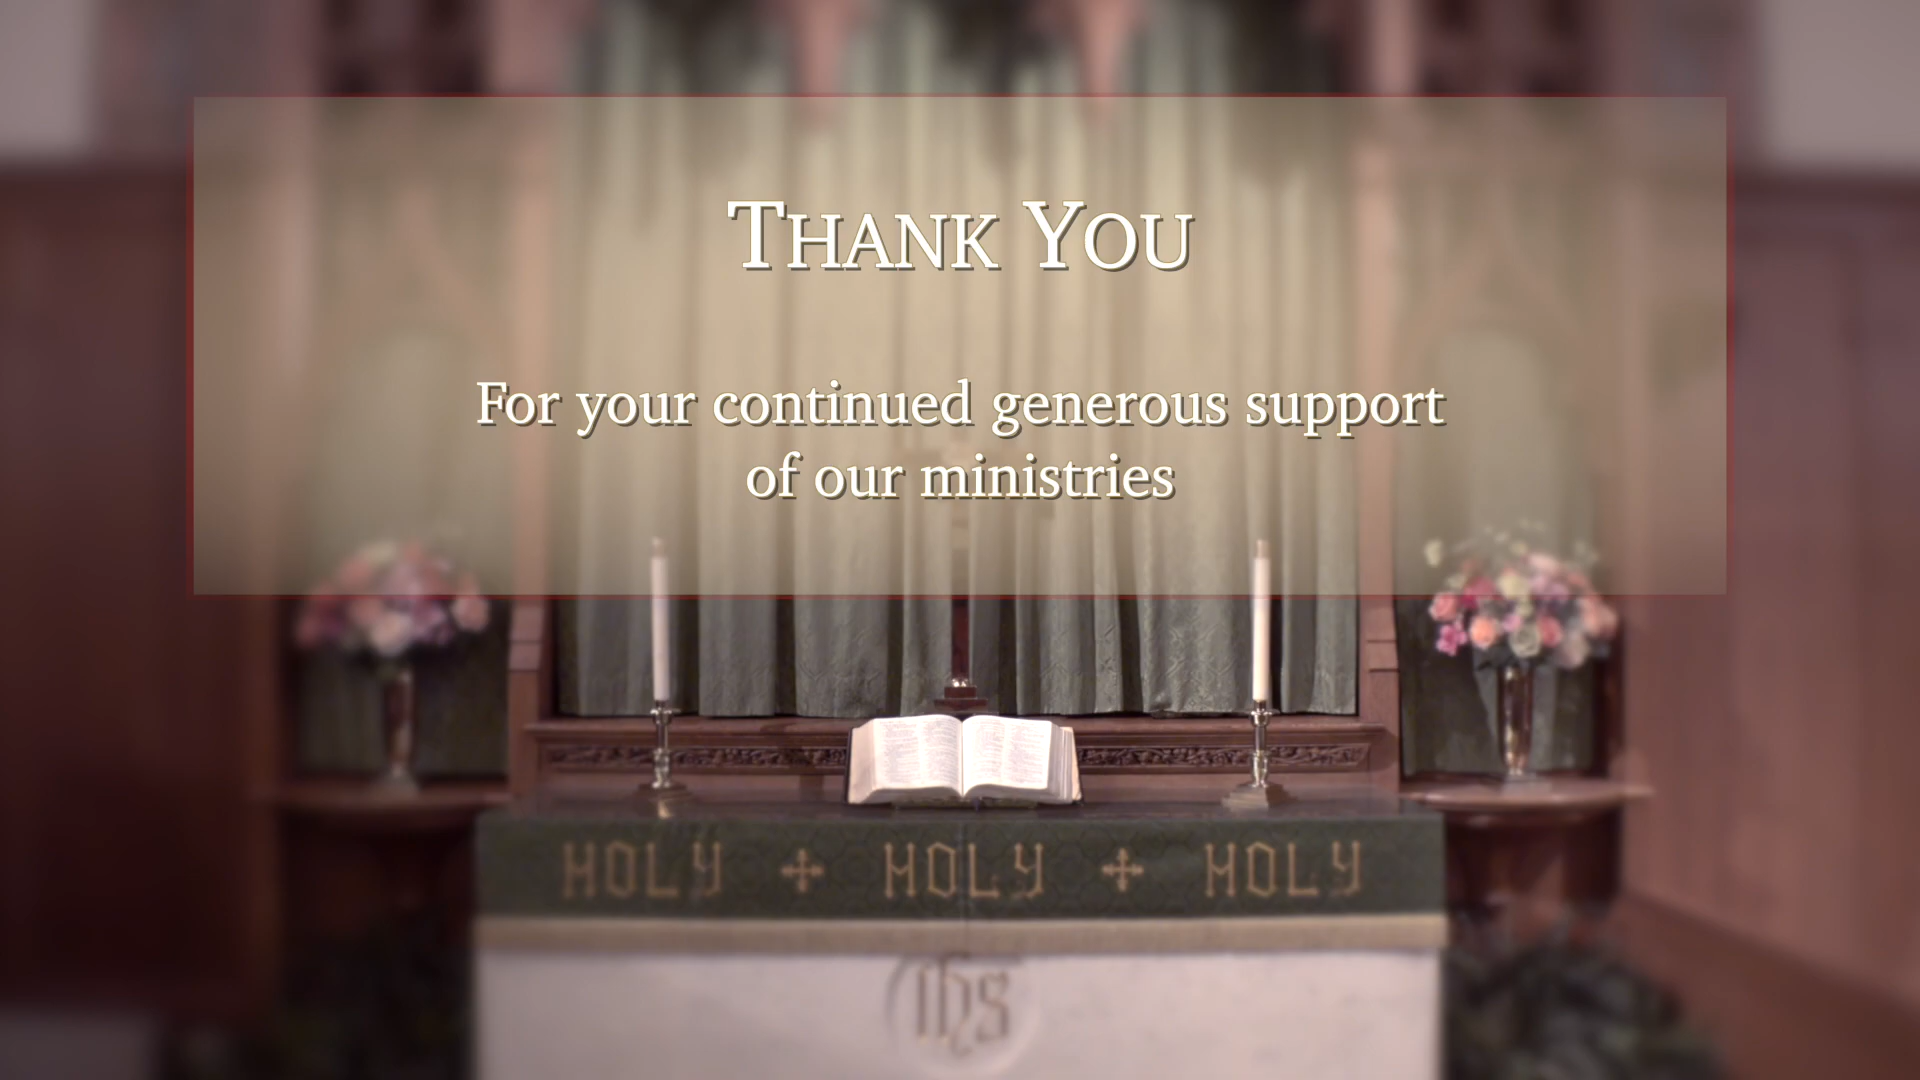 THANK YOU
For your continued generous support
of our ministries
HOLY ✣ HOLY ✣ HOLY
IHS